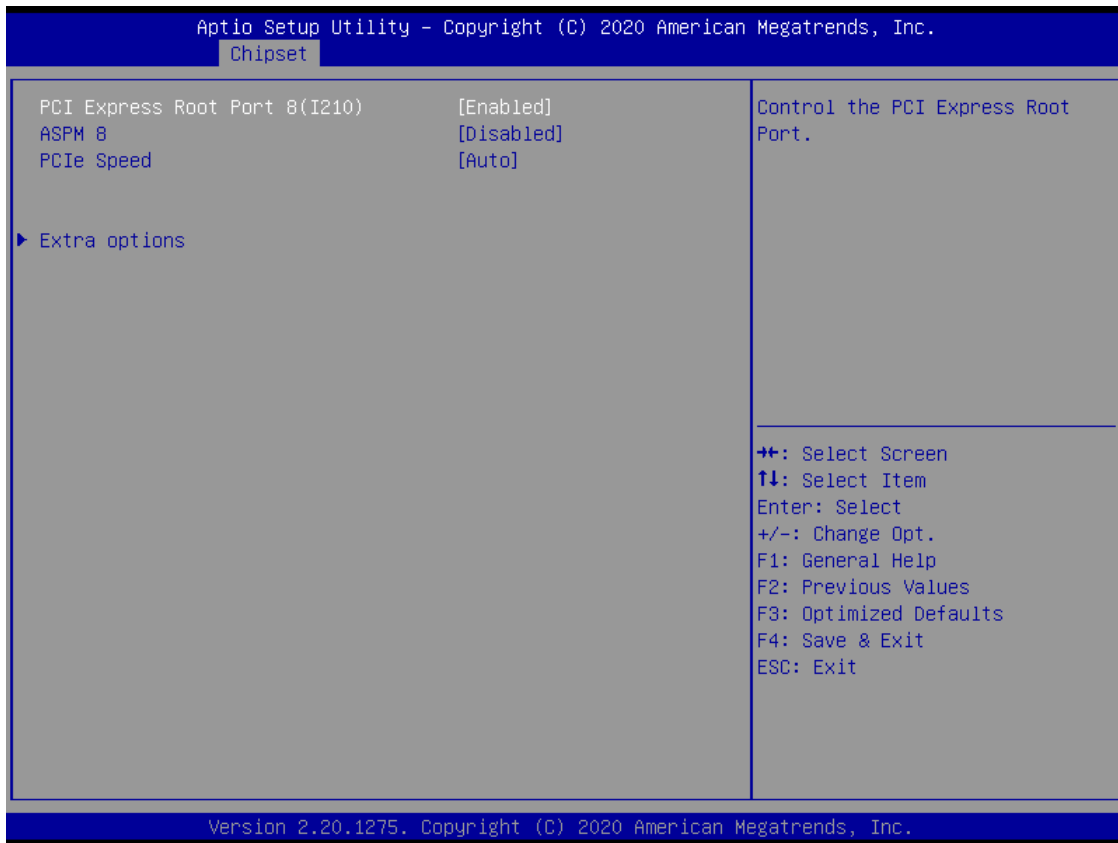 Aptio Setup Utility – Copyright (C) 2020 American Megatrends, Inc.
Chipset
PCI Express Root Port 8(I210) [Enabled]
ASPM 8 [Disabled]
PCIe Speed [Auto]
Extra options
Control the PCI Express Root
Port.
→←: Select Screen
↑↓: Select Item
Enter: Select
+/-: Change Opt.
F1: General Help
F2: Previous Values
F3: Optimized Defaults
F4: Save & Exit
ESC: Exit
Version 2.20.1275. Copyright (C) 2020 American Megatrends, Inc.